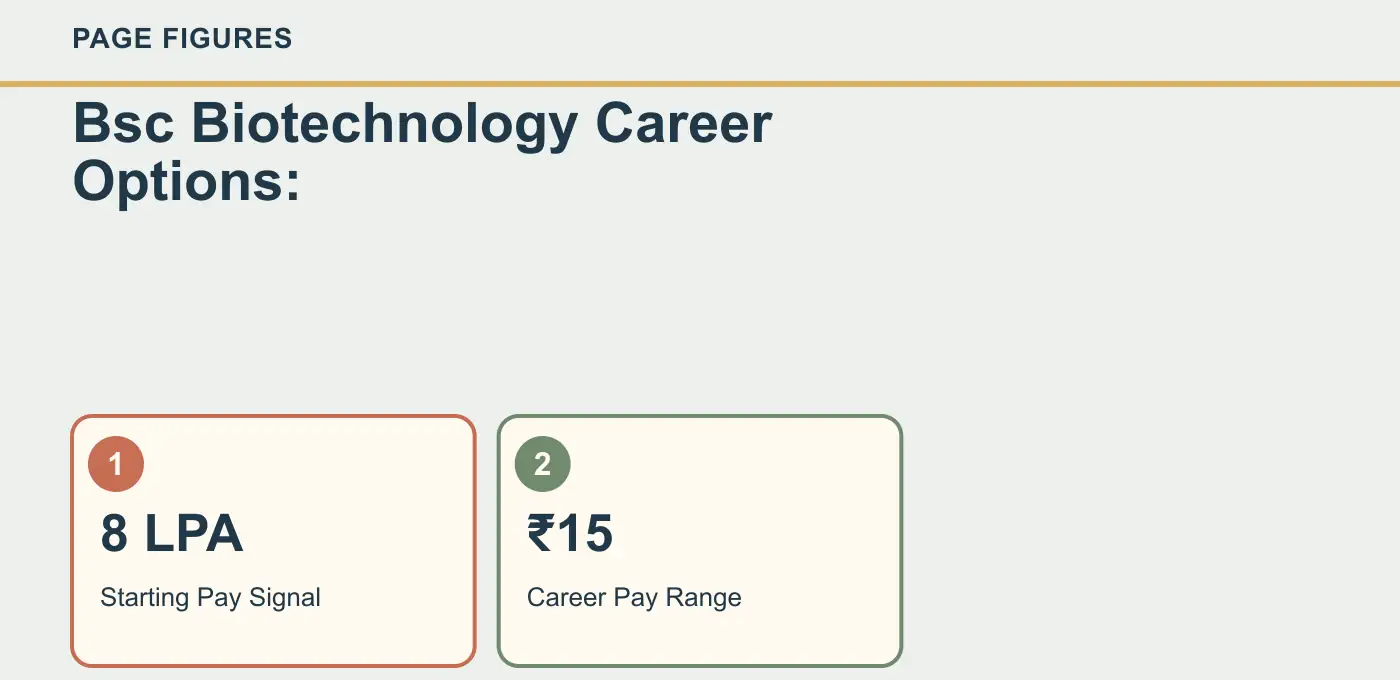 PAGE FIGURES
Bsc Biotechnology Career
Options:
1
8 LPA
Starting Pay Signal
2
₹15
Career Pay Range